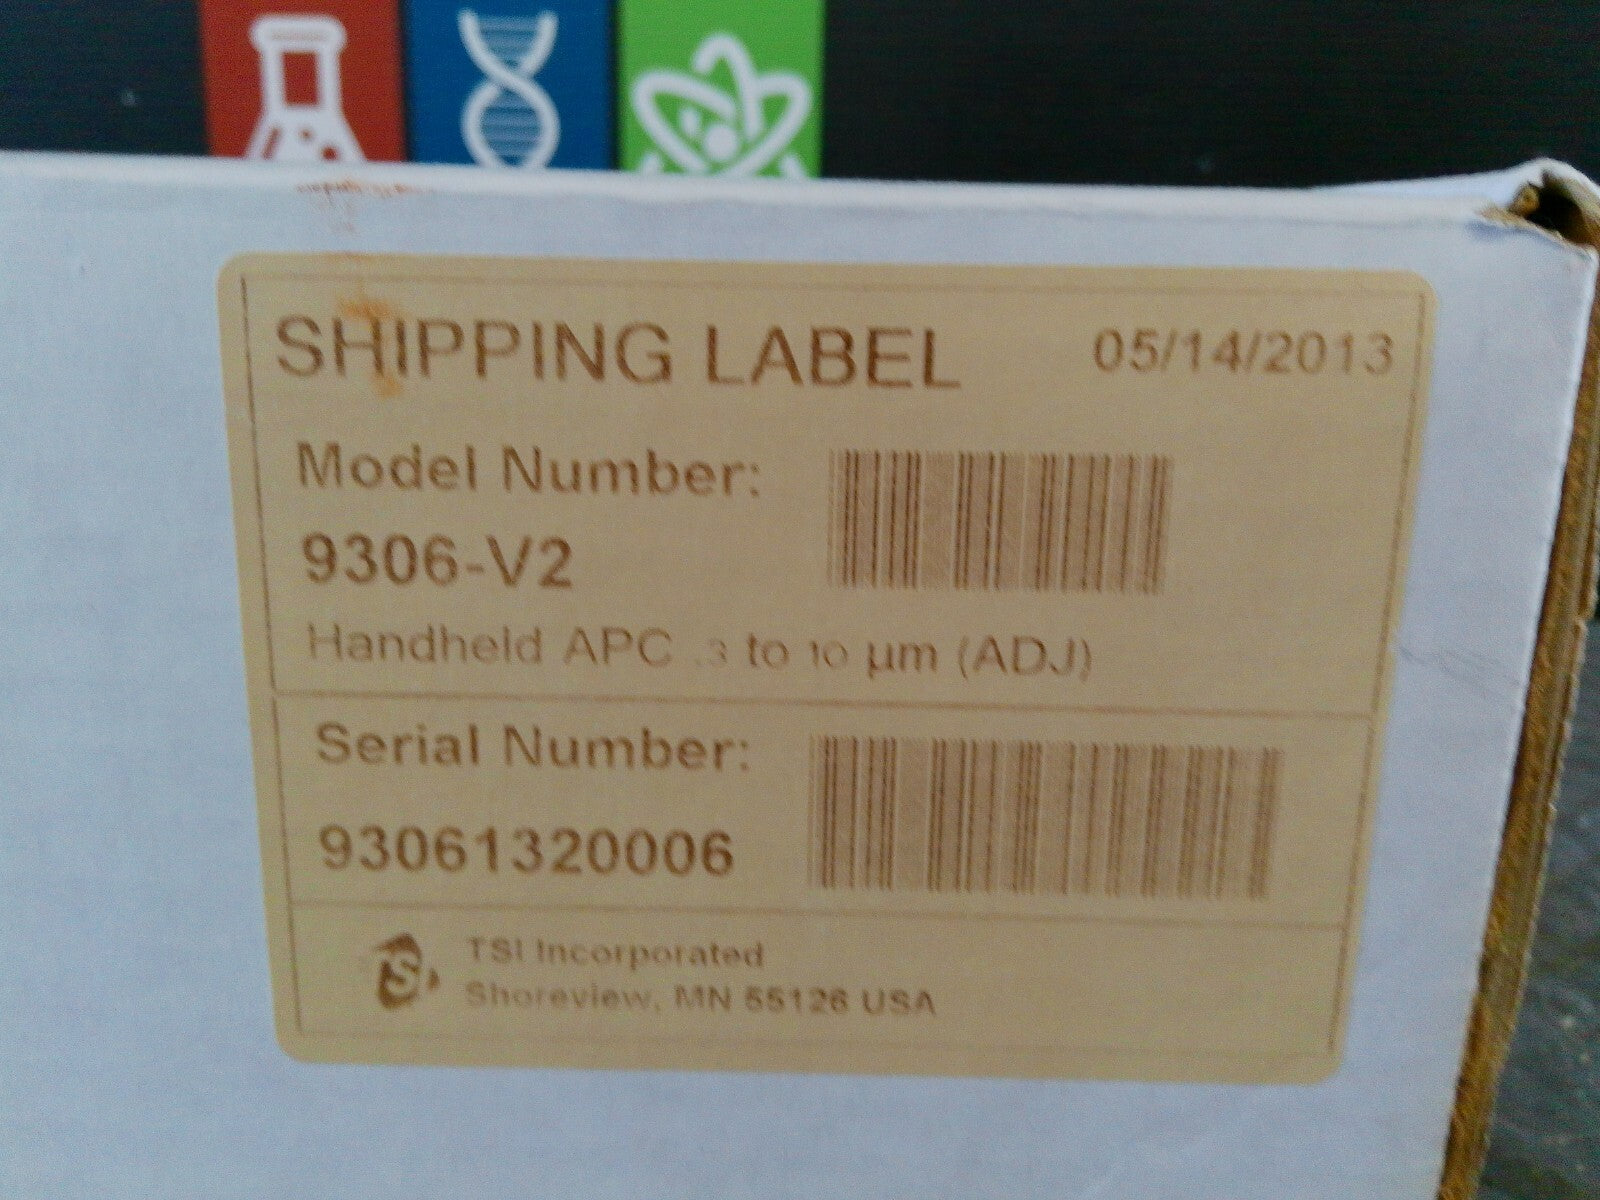 SHIPPING LABEL 05/14/2013
Model Number:
9306-V2
Handheld APC .3 to 10 µm (ADJ)
Serial Number:
93061320006
TSI Incorporated
Shoreview, MN 55126 USA